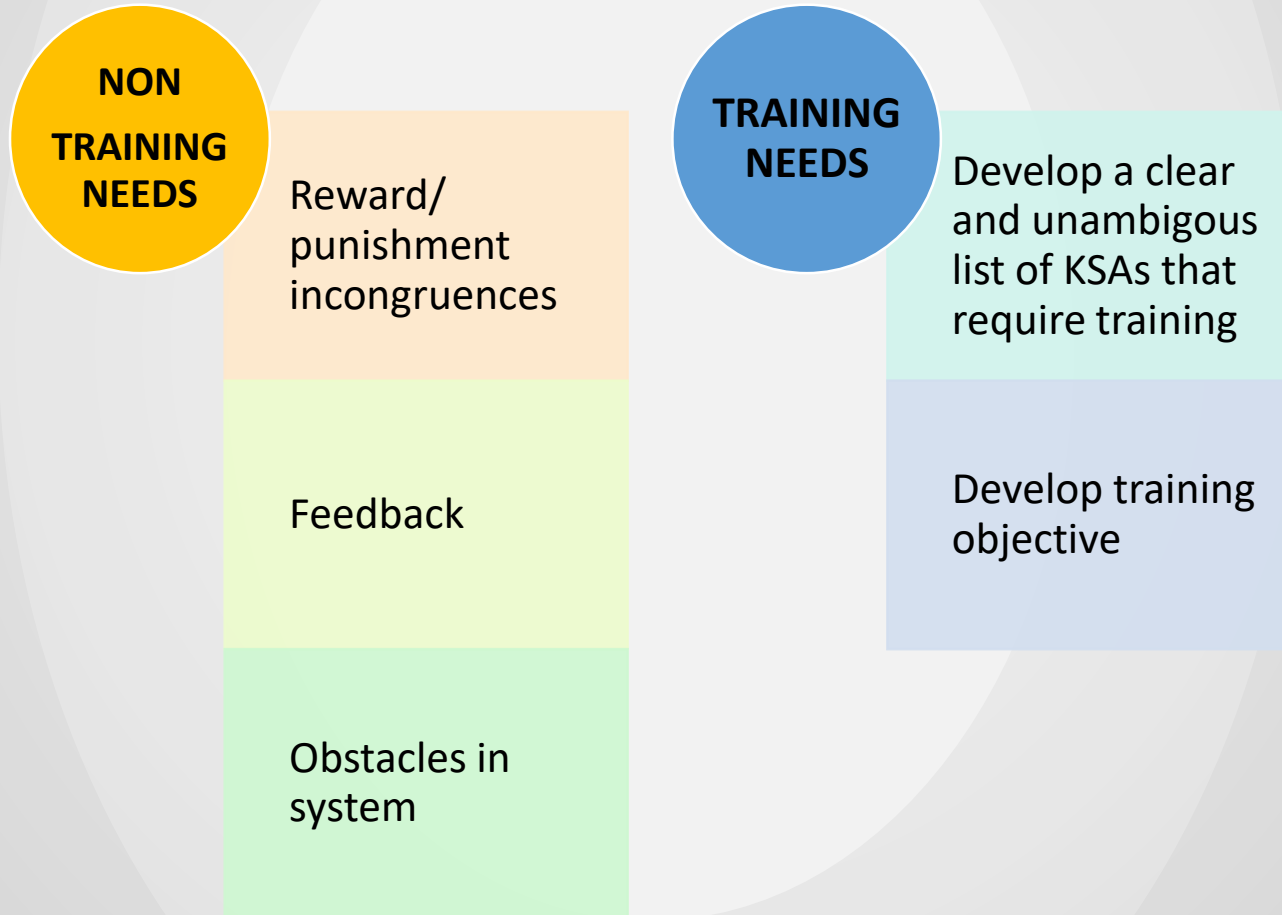 NON
TRAINING
NEEDS
Reward/
punishment
incongruences
Feedback
Obstacles in
system
TRAINING
NEEDS
Develop a clear
and unambigous
list of KSAs that
require training
Develop training
objective